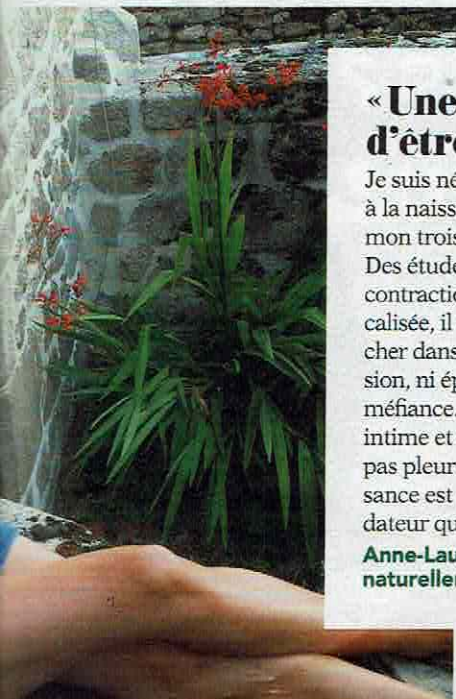 « Une
d'être
Je suis né
à la naiss
mon trois
Des étude
contractio
calisée, il
cher dans
sion, ni ép
méfiance.
intime et
pas pleur
sance est
dateur qu
Anne-Lau
naturelle